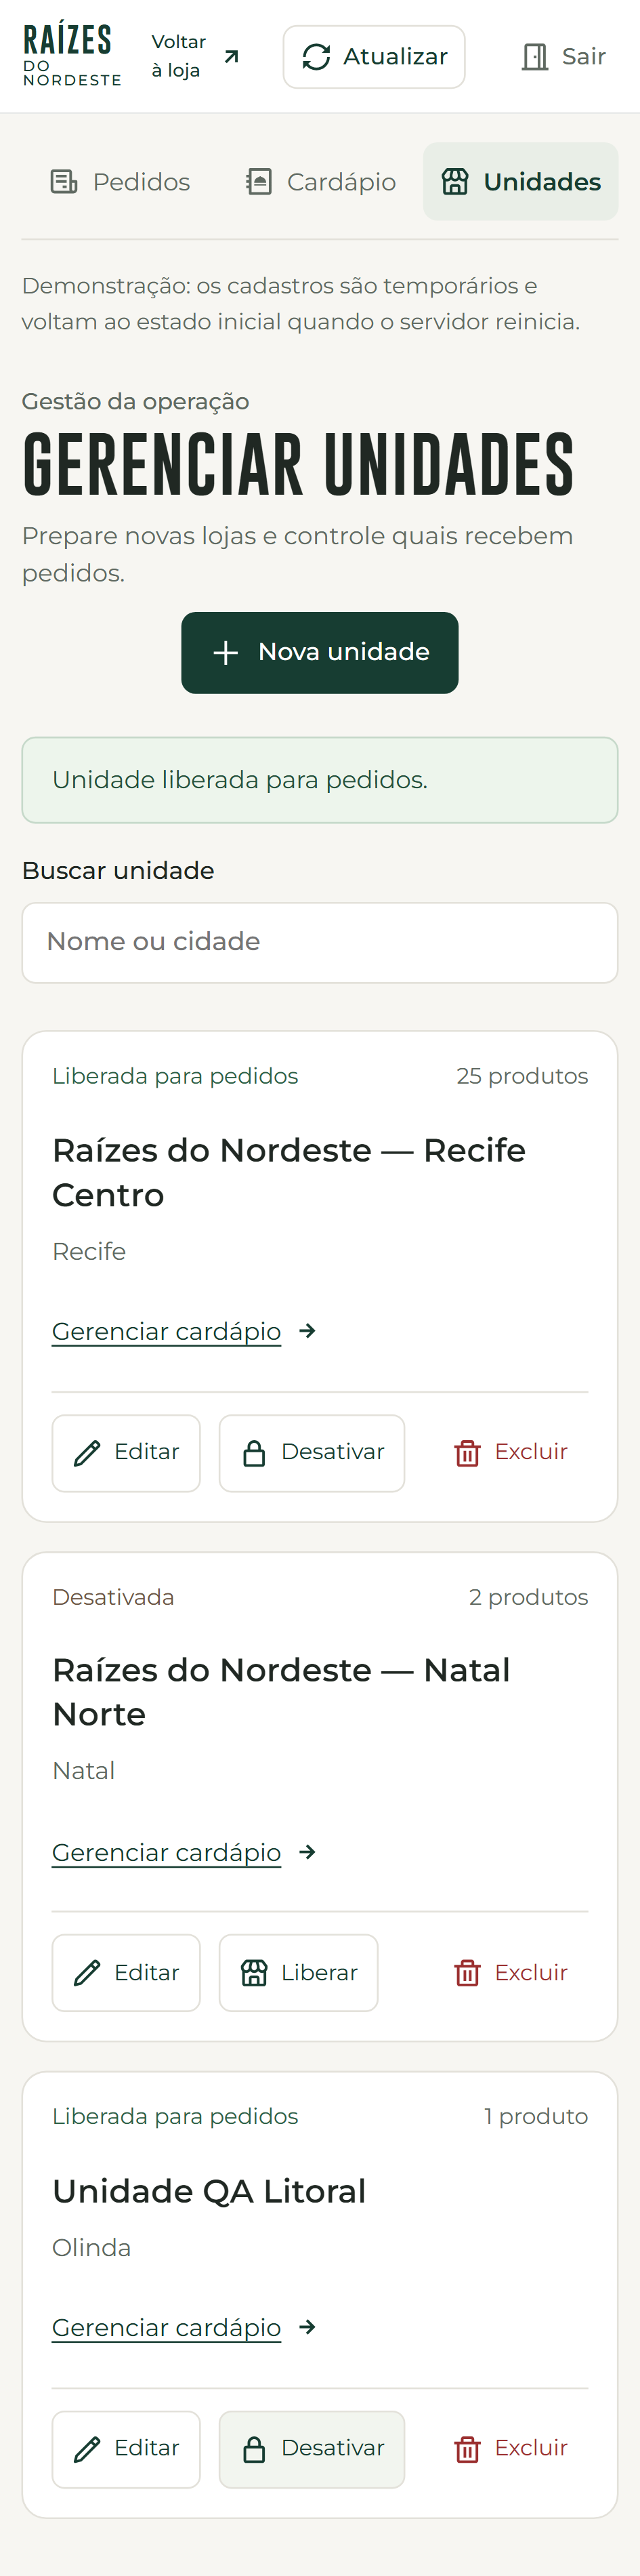 RAÍZES
DO
NORDESTE
Voltar
à loja
Atualizar
Sair
Pedidos
Cardápio
Unidades
Demonstração: os cadastros são temporários e
voltam ao estado inicial quando o servidor reinicia.
Gestão da operação
GERENCIAR UNIDADES
Prepare novas lojas e controle quais recebem
pedidos.
Nova unidade
Unidade liberada para pedidos.
Buscar unidade
Nome ou cidade
Liberada para pedidos
25 produtos
Raízes do Nordeste — Recife
Centro
Recife
Gerenciar cardápio
Editar
Desativar
Excluir
Desativada
2 produtos
Raízes do Nordeste — Natal
Norte
Natal
Gerenciar cardápio
Editar
Liberar
Excluir
Liberada para pedidos
1 produto
Unidade QA Litoral
Olinda
Gerenciar cardápio
Editar
Desativar
Excluir